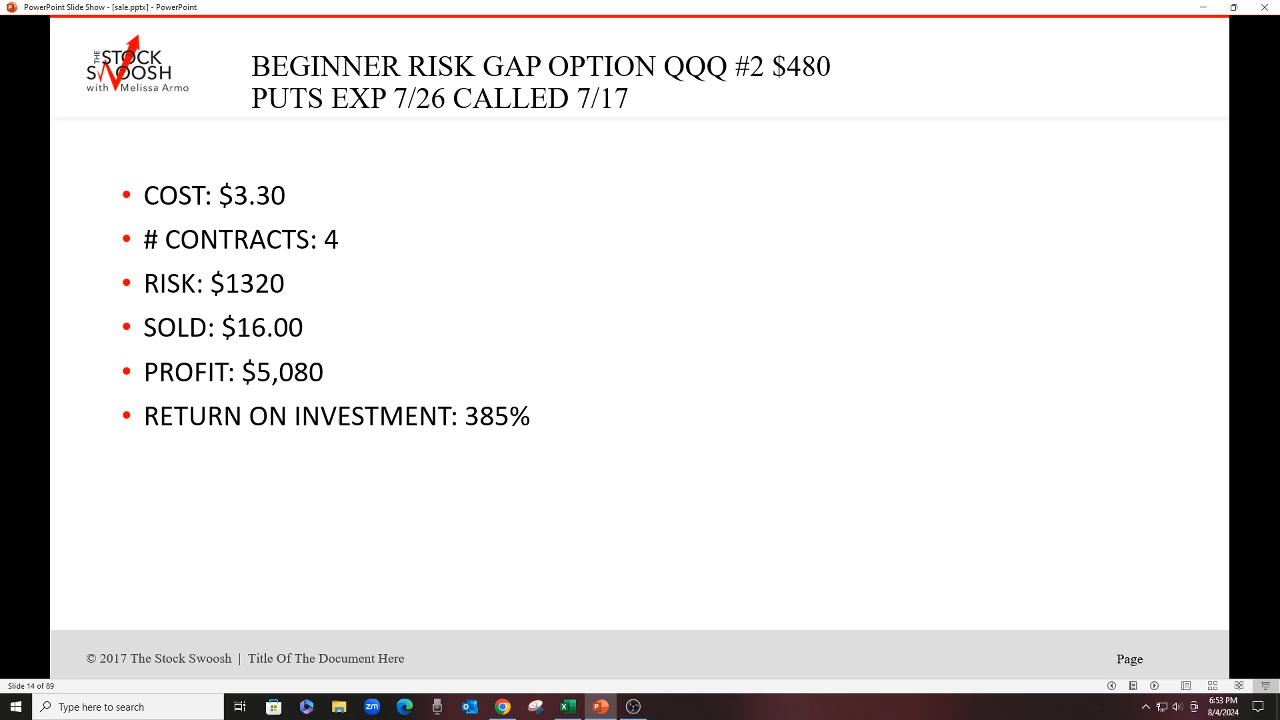 PowerPoint Slide Show - [sale.pptx] - PowerPoint
THE STOCK
SWOOSH
with Melissa Armo
BEGINNER RISK GAP OPTION QQQ #2 $480
PUTS EXP 7/26 CALLED 7/17
• COST: $3.30
• # CONTRACTS: 4
• RISK: $1320
• SOLD: $16.00
• PROFIT: $5,080
• RETURN ON INVESTMENT: 385%
© 2017 The Stock Swoosh | Title Of The Document Here
Page
Slide 14 of 89
Type here to search
zm
6:53 PM
8/4/2024